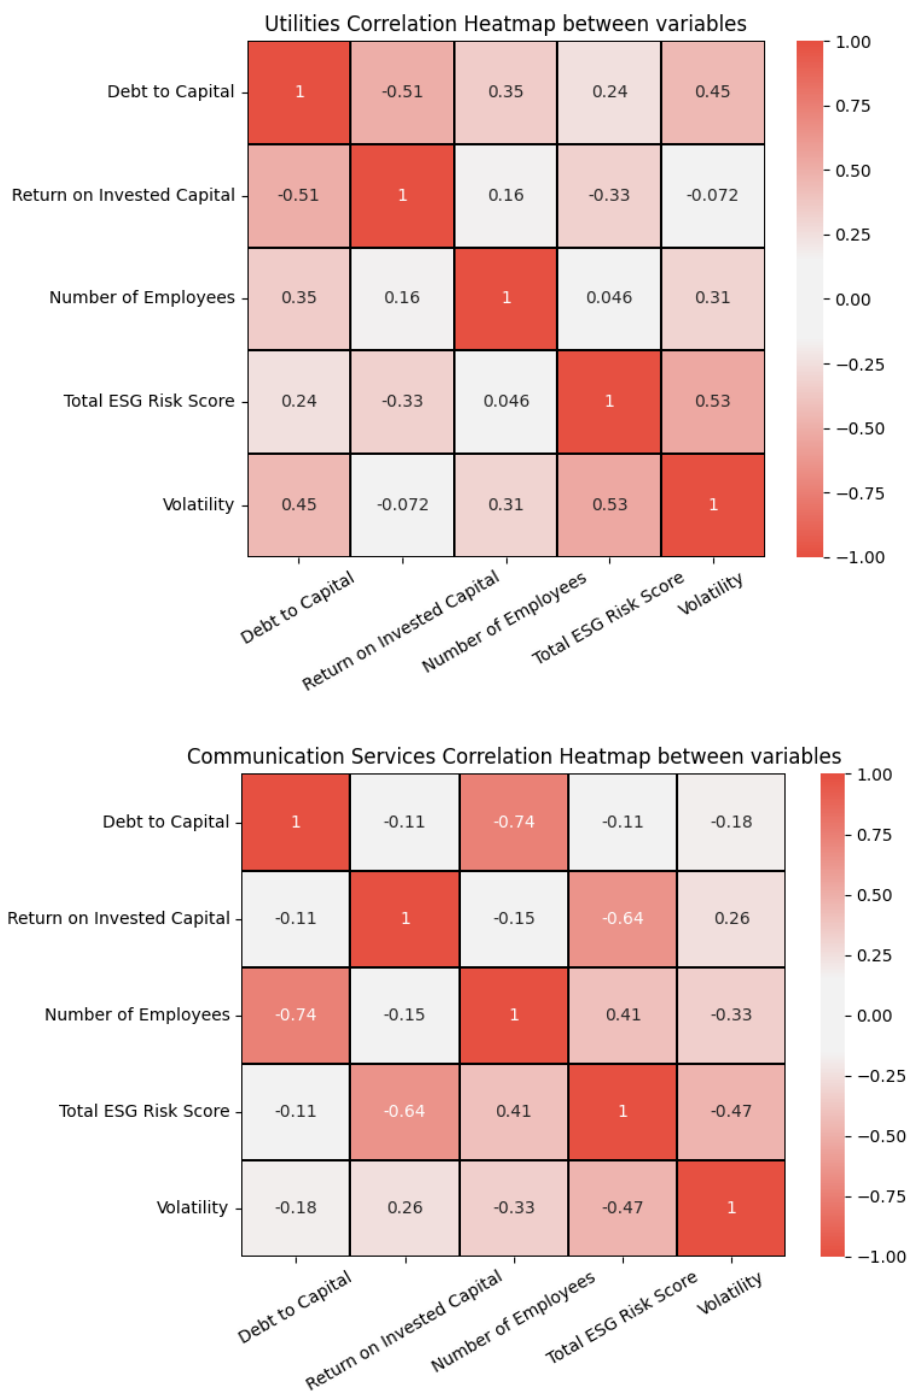 Utilities Correlation Heatmap between variables
Debt to Capital 1 -0.51 0.35 0.24 0.45
Return on Invested Capital -0.51 1 0.16 -0.33 -0.072
Number of Employees 0.35 0.16 1 0.046 0.31
Total ESG Risk Score 0.24 -0.33 0.046 1 0.53
Volatility 0.45 -0.072 0.31 0.53 1
Debt to Capital
Return on Invested Capital
Number of Employees
Total ESG Risk Score
Volatility
1.00
0.75
0.50
0.25
0.00
−0.25
−0.50
−0.75
−1.00
Communication Services Correlation Heatmap between variables
Debt to Capital 1 -0.11 -0.74 -0.11 -0.18
Return on Invested Capital -0.11 1 -0.15 -0.64 0.26
Number of Employees -0.74 -0.15 1 0.41 -0.33
Total ESG Risk Score -0.11 -0.64 0.41 1 -0.47
Volatility -0.18 0.26 -0.33 -0.47 1
Debt to Capital
Return on Invested Capital
Number of Employees
Total ESG Risk Score
Volatility
1.00
0.75
0.50
0.25
0.00
−0.25
−0.50
−0.75
−1.00